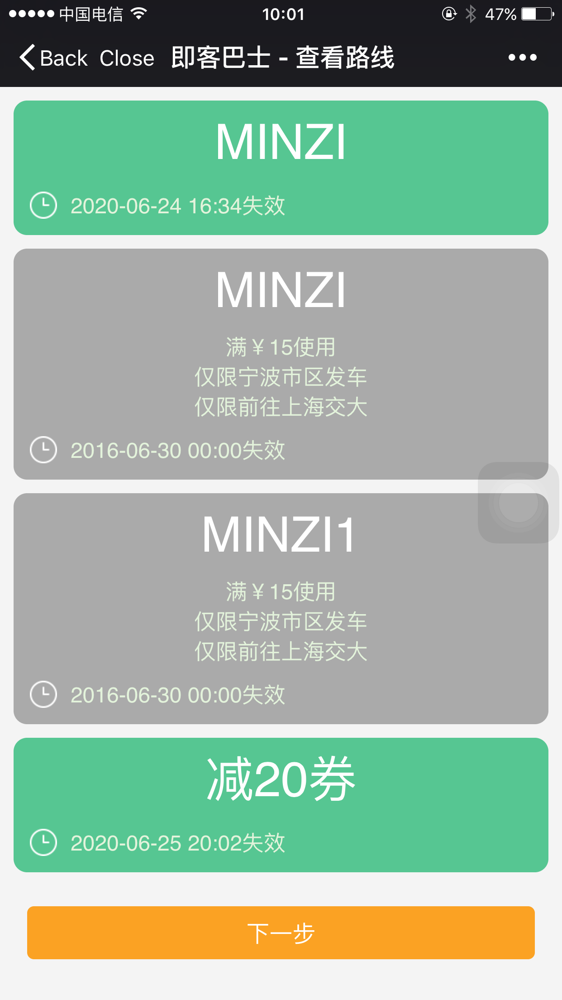 中国电信 10:01 47%
Back Close 即客巴士 - 查看路线
MINZI
2020-06-24 16:34失效
MINZI
满￥15使用
仅限宁波市区发车
仅限前往上海交大
2016-06-30 00:00失效
MINZI1
满￥15使用
仅限宁波市区发车
仅限前往上海交大
2016-06-30 00:00失效
减20券
2020-06-25 20:02失效
下一步